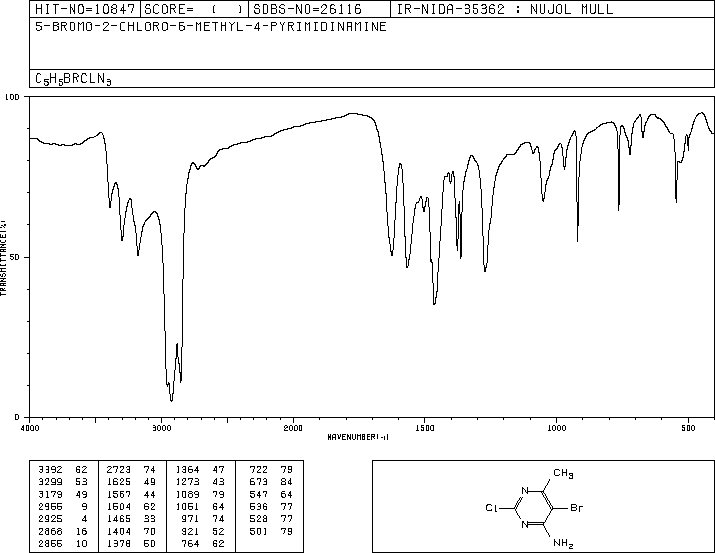 HIT-NO=10847 SCORE= ( ) SDBS-NO=26116 IR-NIDA-35362 : NUJOL MULL
5-BROMO-2-CHLORO-6-METHYL-4-PYRIMIDINAMINE
C5H5BRCLN3
100
50
0
TRANSMITTANCE(%)
4000 3000 2000 1500 1000 500
WAVENUMBER(-1)
3392 62 2723 74 1364 47 722 79
3299 53 1625 49 1273 43 673 84
3179 49 1567 44 1089 79 547 64
2955 9 1504 62 1051 64 536 77
2925 4 1465 33 971 74 528 77
2868 16 1404 70 921 52 501 79
2855 10 1378 50 764 62
CH3
N
Cl
Br
N
NH2